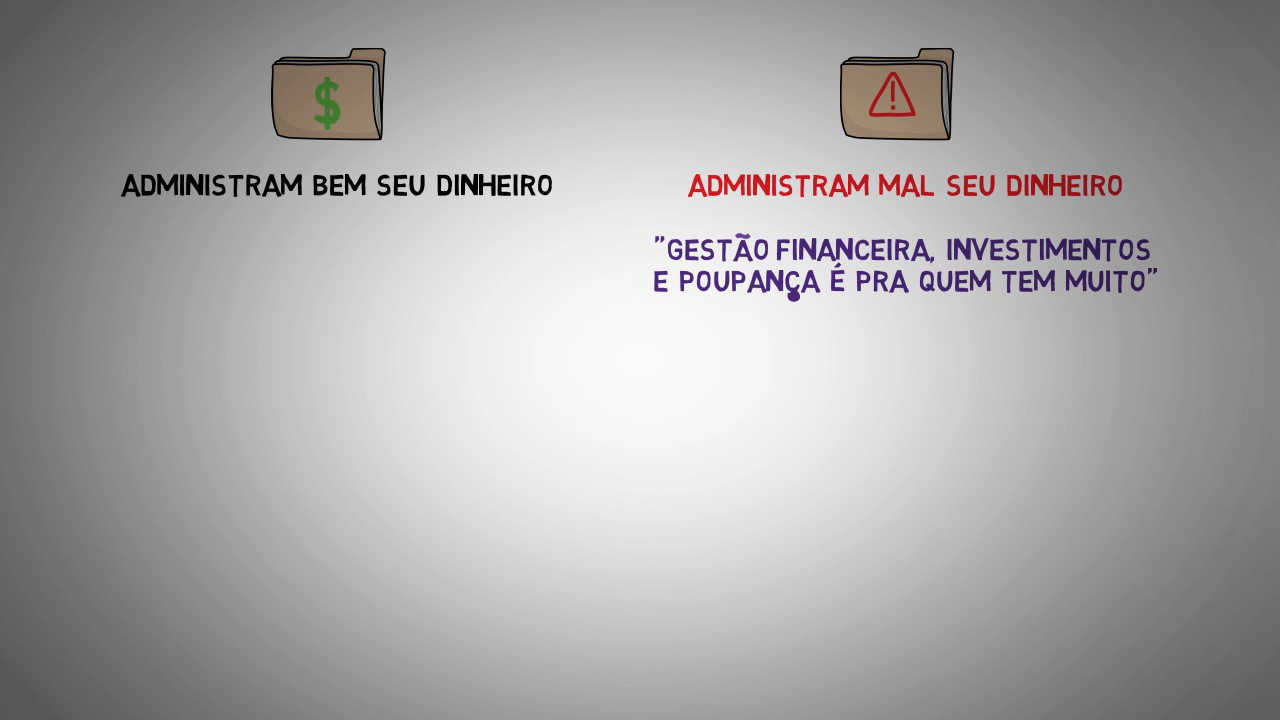 $
ADMINISTRAM BEM SEU DINHEIRO
ADMINISTRAM MAL SEU DINHEIRO
"GESTÃO FINANCEIRA, INVESTIMENTOS
E POUPANÇA É PRA QUEM TEM MUITO"